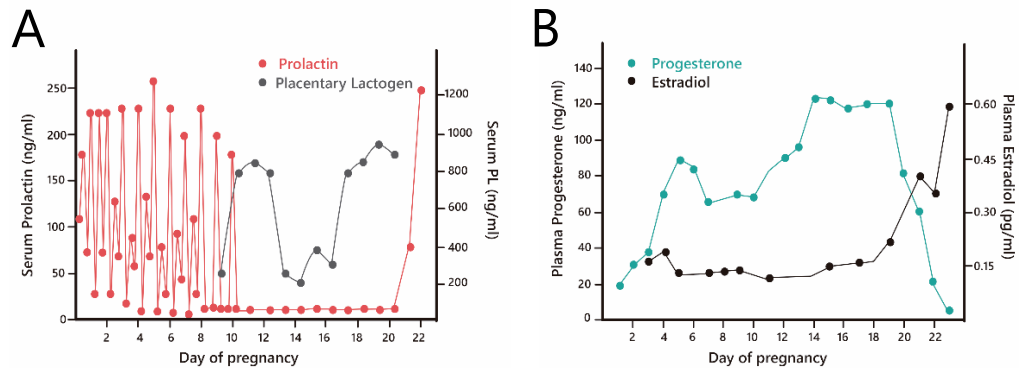 A
Prolactin
Placentary Lactogen
Serum Prolactin (ng/ml)
250
200
150
100
50
0
1200
1000
800
600
400
200
Serum PL (ng/ml)
2 4 6 8 10 12 14 16 18 20 22
Day of pregnancy
B
Progesterone
Estradiol
Plasma Progesterone (ng/ml)
140
120
100
80
60
40
20
0
0.60
0.45
0.30
0.15
Plasma Estradiol (pg/ml)
2 4 6 8 10 12 14 16 18 20 22
Day of pregnancy